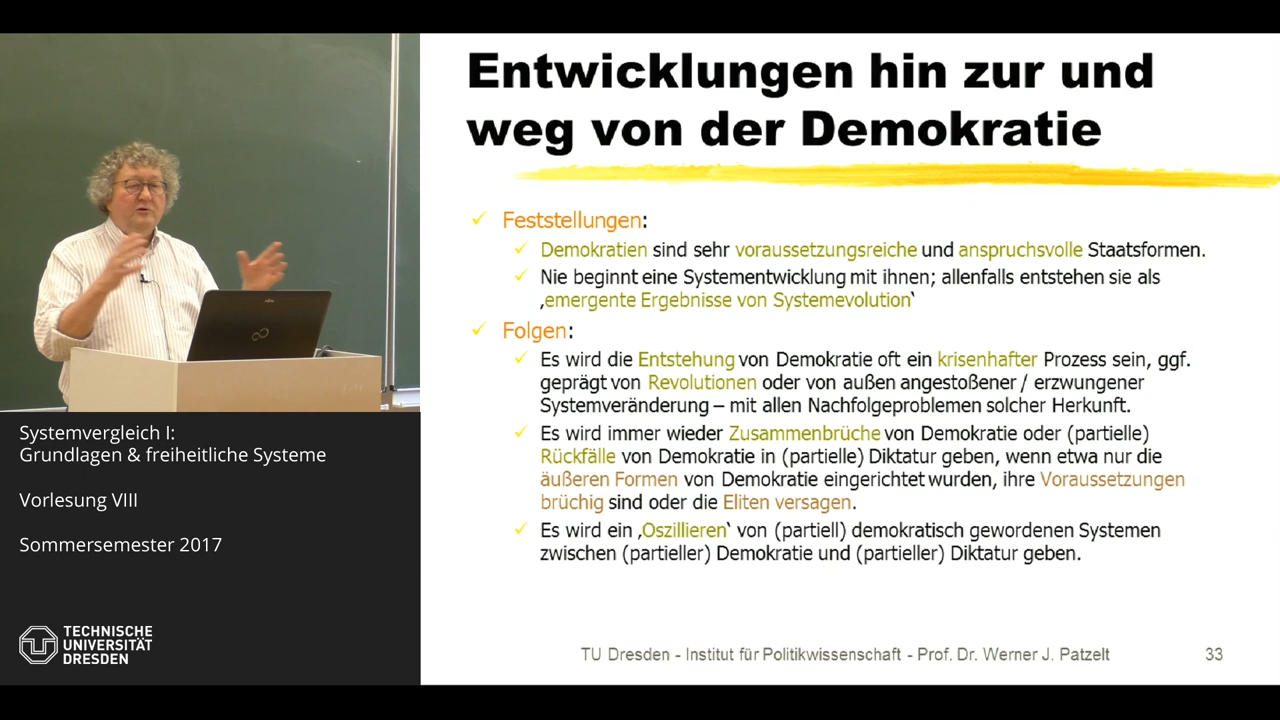 Entwicklungen hin zur und
weg von der Demokratie
Feststellungen:
Demokratien sind sehr voraussetzungsreiche und anspruchsvolle Staatsformen.
Nie beginnt eine Systementwicklung mit ihnen; allenfalls entstehen sie als
‚emergente Ergebnisse von Systemevolution‘
Folgen:
Es wird die Entstehung von Demokratie oft ein krisenhafter Prozess sein, ggf.
geprägt von Revolutionen oder von außen angestoßener / erzwungener
Systemveränderung – mit allen Nachfolgeproblemen solcher Herkunft.
Es wird immer wieder Zusammenbrüche von Demokratie oder (partielle)
Rückfälle von Demokratie in (partielle) Diktatur geben, wenn etwa nur die
äußeren Formen von Demokratie eingerichtet wurden, ihre Voraussetzungen
brüchig sind oder die Eliten versagen.
Es wird ein ‚Oszillieren‘ von (partiell) demokratisch gewordenen Systemen
zwischen (partieller) Demokratie und (partieller) Diktatur geben.
TU Dresden - Institut für Politikwissenschaft - Prof. Dr. Werner J. Patzelt
33
Systemvergleich I:
Grundlagen & freiheitliche Systeme
Vorlesung VIII
Sommersemester 2017
TECHNISCHE
UNIVERSITÄT
DRESDEN